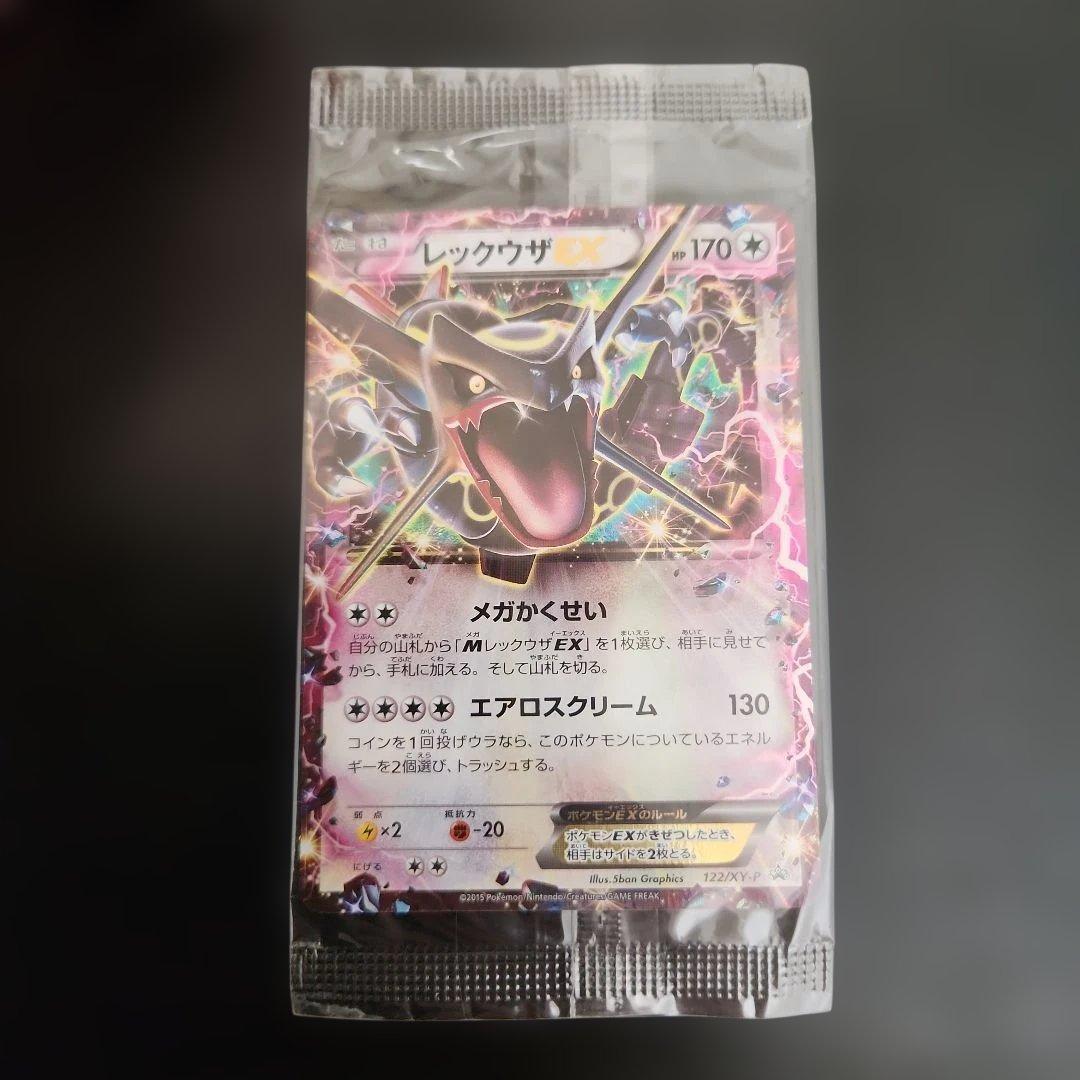 レックウザEX HP170
メガかくせい
自分の山札から「MレックウザEX」を1枚選び、相手に見せて
から、手札に加える。そして山札を切る。
エアロスクリーム 130
コインを1回投げウラなら、このポケモンについているエネル
ギーを2個選び、トラッシュする。
弱点 抵抗力
×2 -20
にげる
ポケモンEXのルール
ポケモンEXがきぜつしたとき、
相手はサイドを2枚とる。
Illus.5ban Graphics 122/XY-P
©2015 Pokémon/Nintendo/Creatures/GAME FREAK